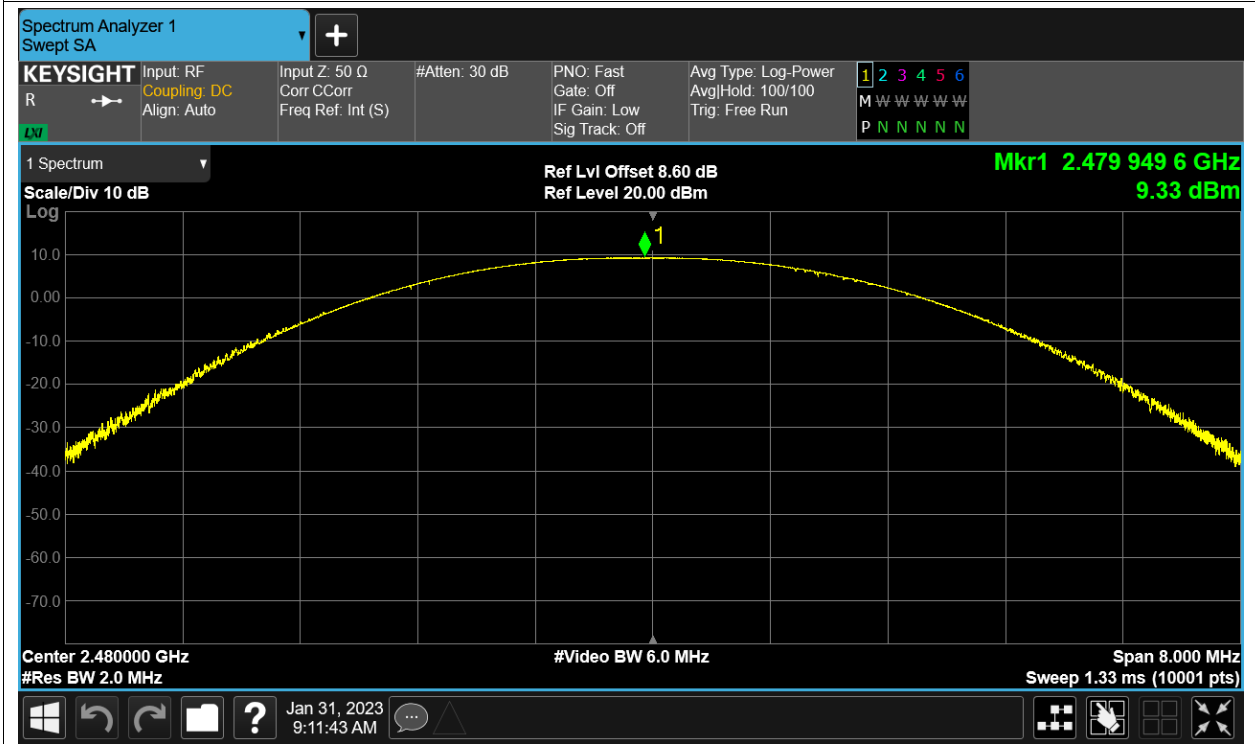 Spectrum Analyzer 1
Swept SA
+
KEYSIGHT
R
LXI
Input: RF
Coupling: DC
Align: Auto
Input Z: 50 Ω
Corr CCorr
Freq Ref: Int (S)
#Atten: 30 dB
PNO: Fast
Gate: Off
IF Gain: Low
Sig Track: Off
Avg Type: Log-Power
Avg|Hold: 100/100
Trig: Free Run
1 2 3 4 5 6
M W W W W W
P N N N N N
1 Spectrum
Scale/Div 10 dB
Log
Ref Lvl Offset 8.60 dB
Ref Level 20.00 dBm
Mkr1 2.479 949 6 GHz
9.33 dBm
1
10.0
0.00
-10.0
-20.0
-30.0
-40.0
-50.0
-60.0
-70.0
Center 2.480000 GHz
#Res BW 2.0 MHz
#Video BW 6.0 MHz
Span 8.000 MHz
Sweep 1.33 ms (10001 pts)
?
Jan 31, 2023
9:11:43 AM